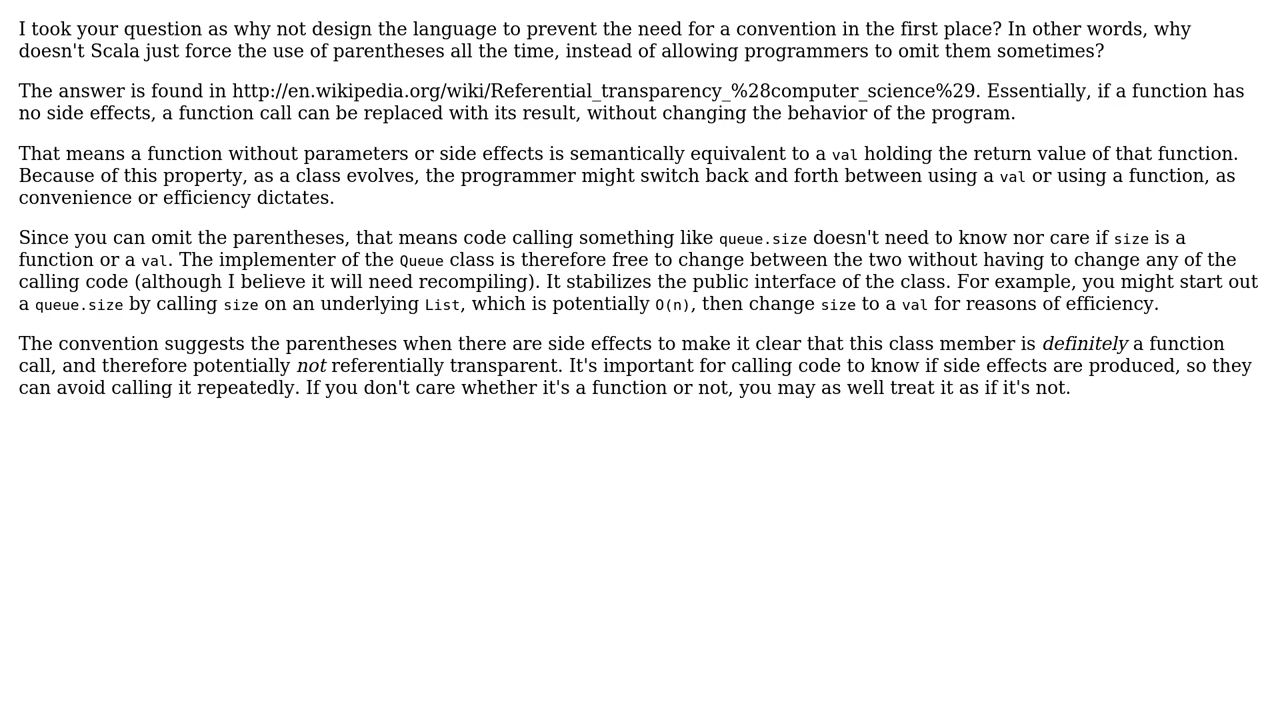 I took your question as why not design the language to prevent the need for a convention in the first place? In other words, why
doesn't Scala just force the use of parentheses all the time, instead of allowing programmers to omit them sometimes?
The answer is found in http://en.wikipedia.org/wiki/Referential_transparency_%28computer_science%29. Essentially, if a function has
no side effects, a function call can be replaced with its result, without changing the behavior of the program.
That means a function without parameters or side effects is semantically equivalent to a val holding the return value of that function.
Because of this property, as a class evolves, the programmer might switch back and forth between using a val or using a function, as
convenience or efficiency dictates.
Since you can omit the parentheses, that means code calling something like queue.size doesn't need to know nor care if size is a
function or a val. The implementer of the Queue class is therefore free to change between the two without having to change any of the
calling code (although I believe it will need recompiling). It stabilizes the public interface of the class. For example, you might start out
a queue.size by calling size on an underlying List, which is potentially O(n), then change size to a val for reasons of efficiency.
The convention suggests the parentheses when there are side effects to make it clear that this class member is definitely a function
call, and therefore potentially not referentially transparent. It's important for calling code to know if side effects are produced, so they
can avoid calling it repeatedly. If you don't care whether it's a function or not, you may as well treat it as if it's not.